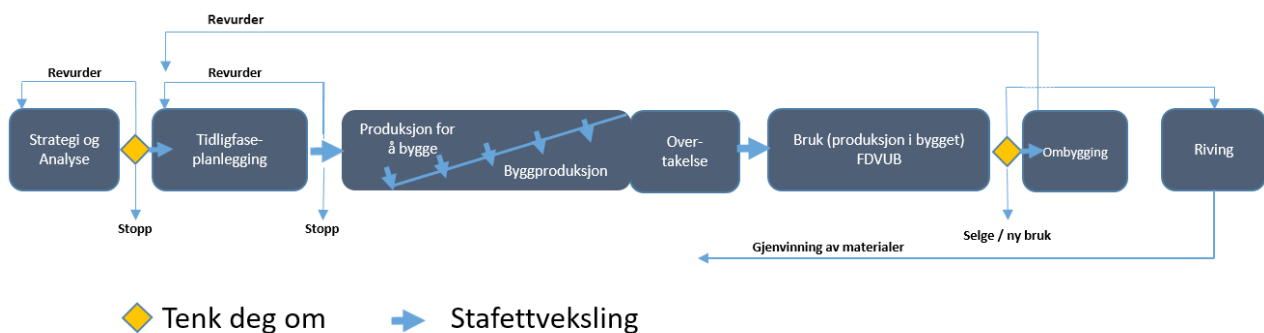 Revurder
Revurder
Revurder
Strategi og
Analyse
Tidligfase-
planlegging
Produksjon for
å bygge
Byggproduksjon
Over-
takelse
Bruk (produksjon i bygget)
FDVUB
Ombygging
Riving
Stopp
Stopp
Selge / ny bruk
Gjenvinning av materialer
Tenk deg om
Stafettveksling